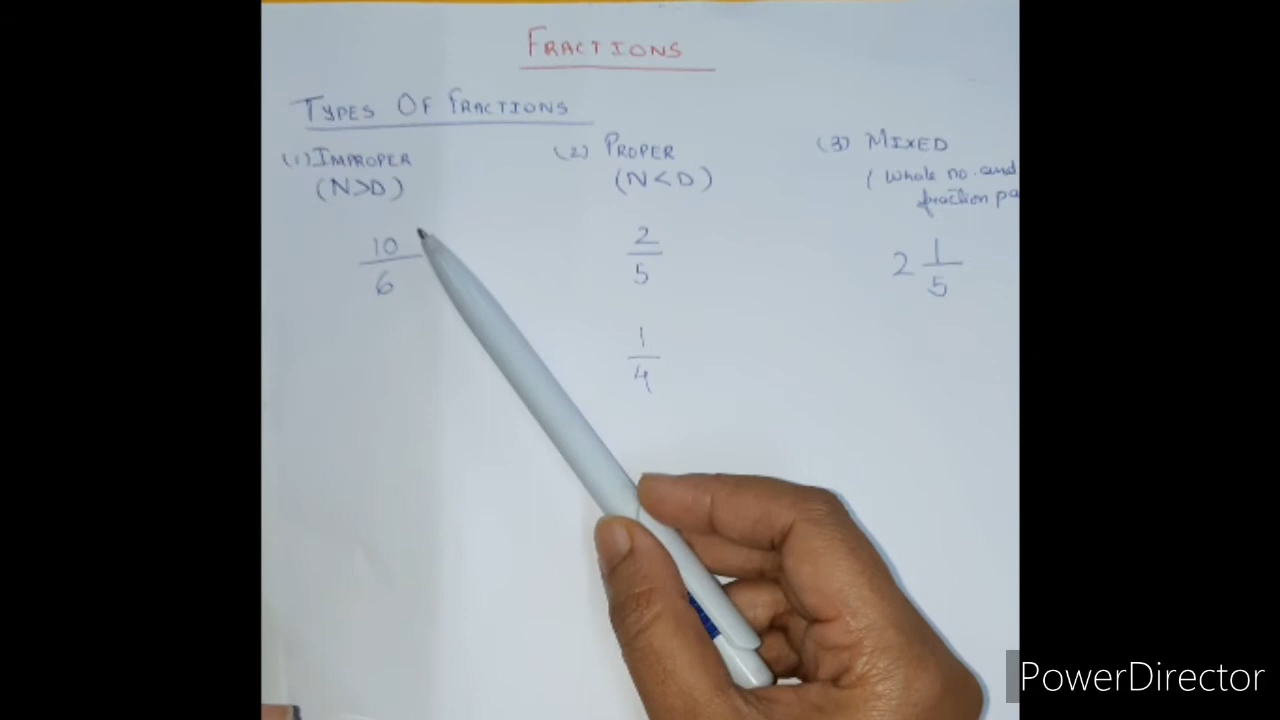 FRACTIONS
TYPES OF FRACTIONS
(1) IMPROPER
(N>D)
10
6
(2) PROPER
(N<D)
2
5
1
4
(3) MIXED
( Whole no. and
fraction pa
2 1
5
PowerDirector